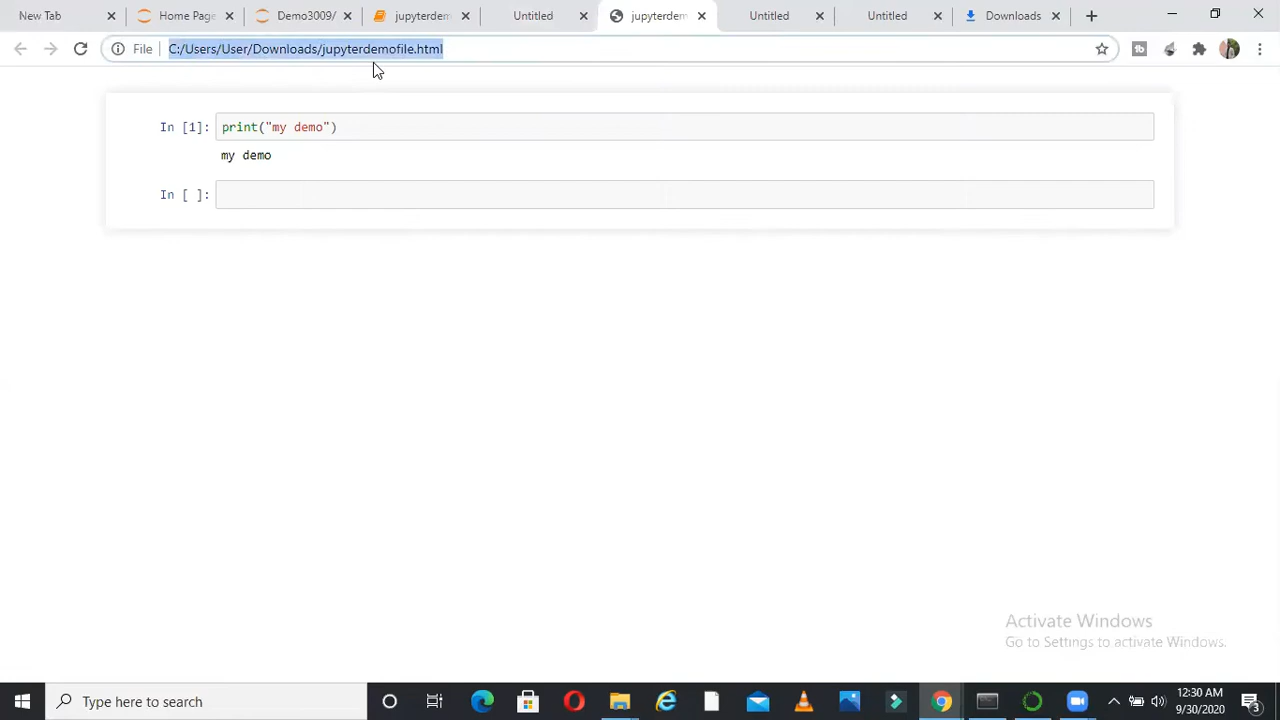 New Tab Home Page Demo3009/ jupyterdem Untitled jupyterdem Untitled Untitled Downloads
File C:/Users/User/Downloads/jupyterdemofile.html
In [1]: print("my demo")
my demo
In [ ]:
Activate Windows
Go to Settings to activate Windows.
Type here to search
12:30 AM
9/30/2020
3